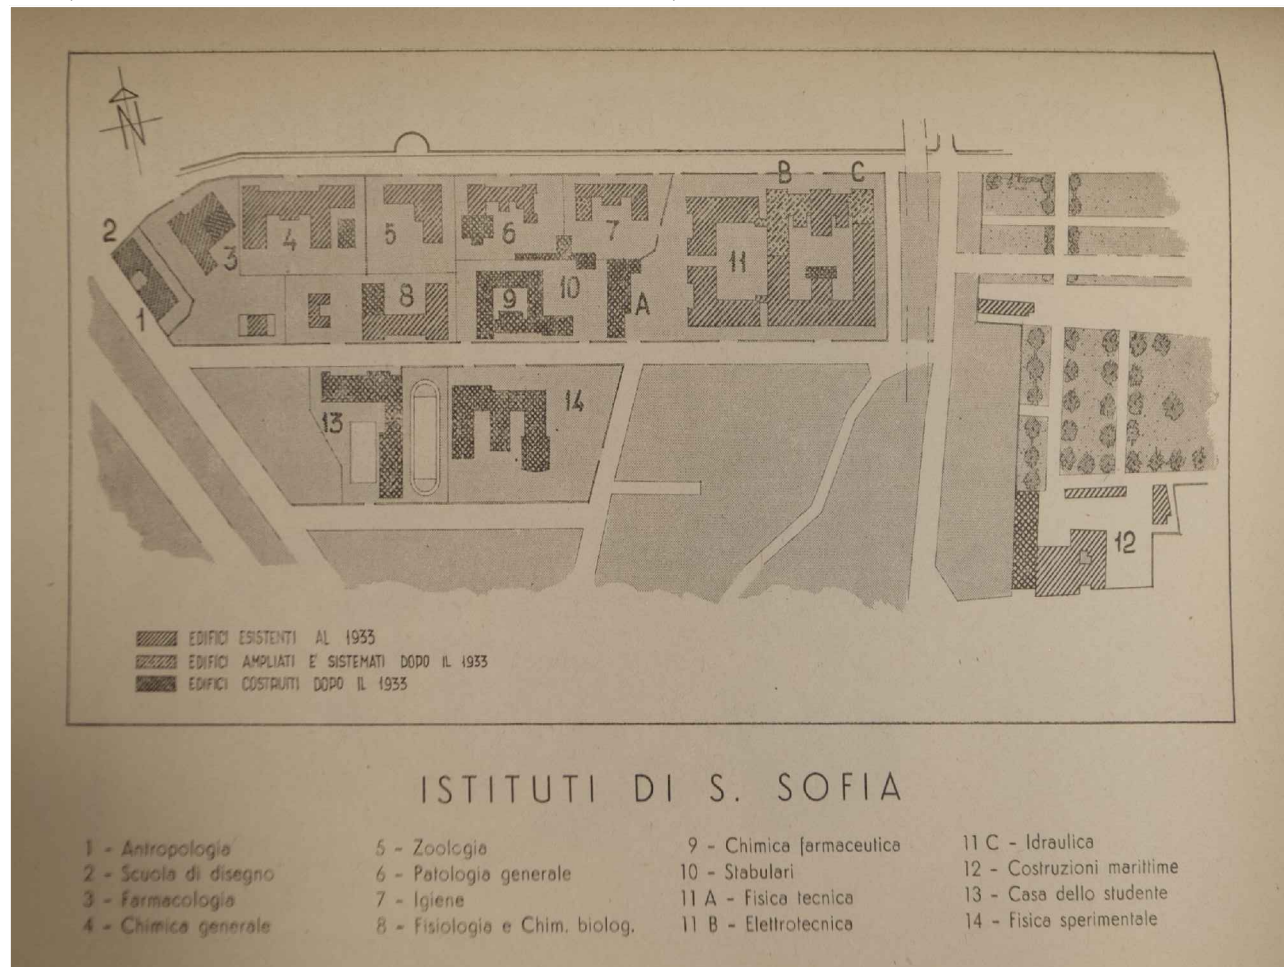 N
B
C
2
3
4
5
6
7
11
10
8
9
A
1
13
14
12
EDIFICI ESISTENTI AL 1933
EDIFICI AMPLIATI E' SISTEMATI DOPO IL 1933
EDIFICI COSTRUITI DOPO IL 1933
ISTITUTI DI S. SOFIA
1 - Antropologia
2 - Scuola di disegno
3 - Farmacologia
4 - Chimica generale
5 - Zoologia
6 - Patologia generale
7 - Igiene
8 - Fisiologia e Chim. biolog.
9 - Chimica farmaceutica
10 - Stabulari
11 A - Fisica tecnica
11 B - Elettrotecnica
11 C - Idraulica
12 - Costruzioni marittime
13 - Casa dello studente
14 - Fisica sperimentale